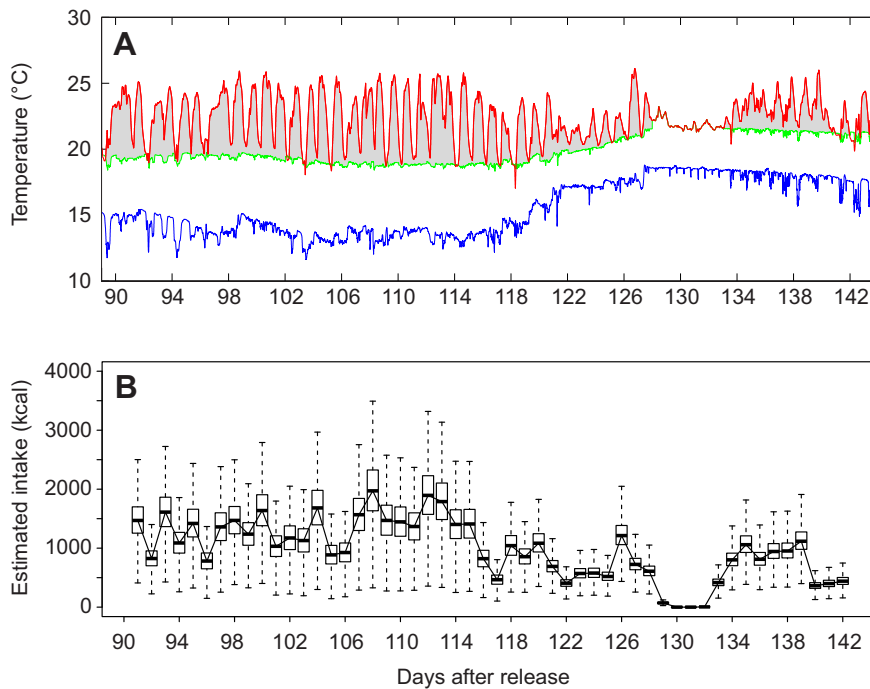 A
Temperature (°C)
30
25
20
15
10
90 94 98 102 106 110 114 118 122 126 130 134 138 142
B
Estimated intake (kcal)
4000
3000
2000
1000
0
90 94 98 102 106 110 114 118 122 126 130 134 138 142
Days after release